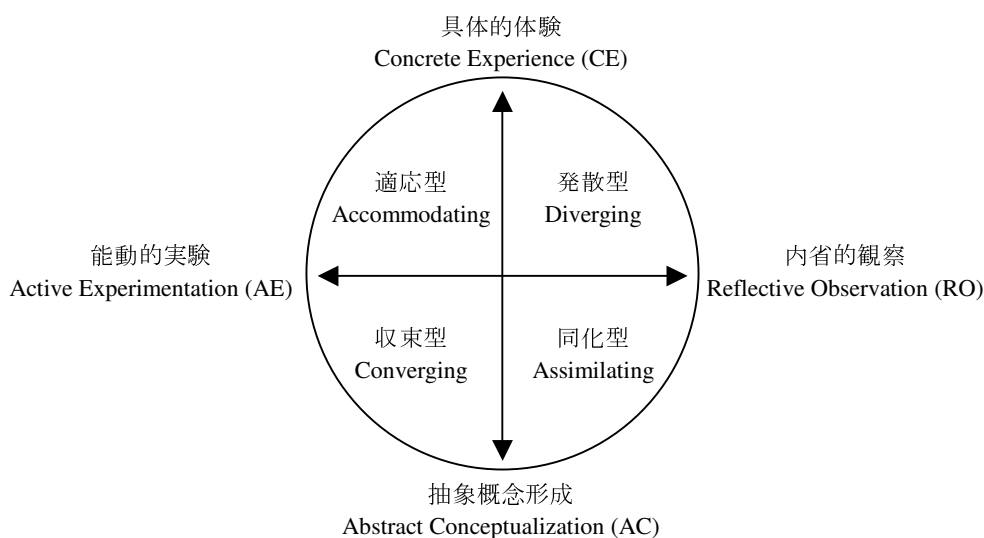 具体的体験
Concrete Experience (CE)
適応型
Accommodating
発散型
Diverging
能動的実験
Active Experimentation (AE)
内省的観察
Reflective Observation (RO)
収束型
Converging
同化型
Assimilating
抽象概念形成
Abstract Conceptualization (AC)